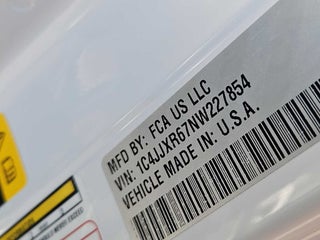 MFD BY: FCA US LLC
VIN: 1C4JJXR67NW227854
VEHICLE MADE IN: U.S.A.